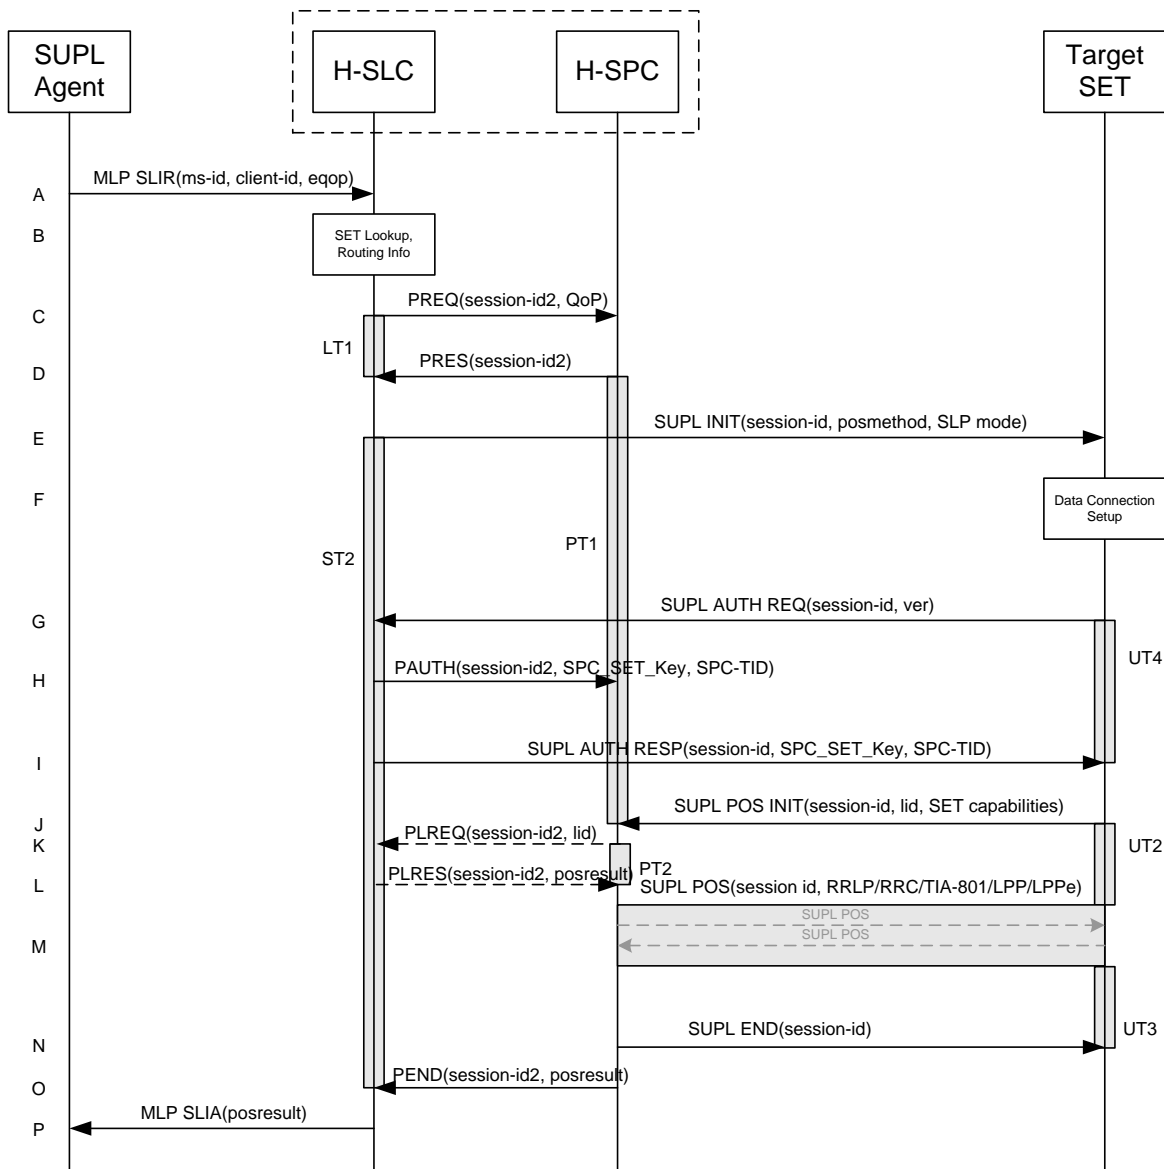 SUPL
Agent
H-SLC
H-SPC
Target
SET
A
MLP SLIR(ms-id, client-id, eqop)
B
SET Lookup,
Routing Info
C
PREQ(session-id2, QoP)
LT1
D
PRES(session-id2)
E
SUPL INIT(session-id, posmethod, SLP mode)
F
Data Connection
Setup
ST2
PT1
G
SUPL AUTH REQ(session-id, ver)
UT4
H
PAUTH(session-id2, SPC_SET_Key, SPC-TID)
I
SUPL AUTH RESP(session-id, SPC_SET_Key, SPC-TID)
J
SUPL POS INIT(session-id, lid, SET capabilities)
K
PLREQ(session-id2, lid)
UT2
L
PLRES(session-id2, posresult)
PT2
SUPL POS(session id, RRLP/RRC/TIA-801/LPP/LPPe)
SUPL POS
SUPL POS
M
N
SUPL END(session-id)
UT3
O
PEND(session-id2, posresult)
P
MLP SLIA(posresult)